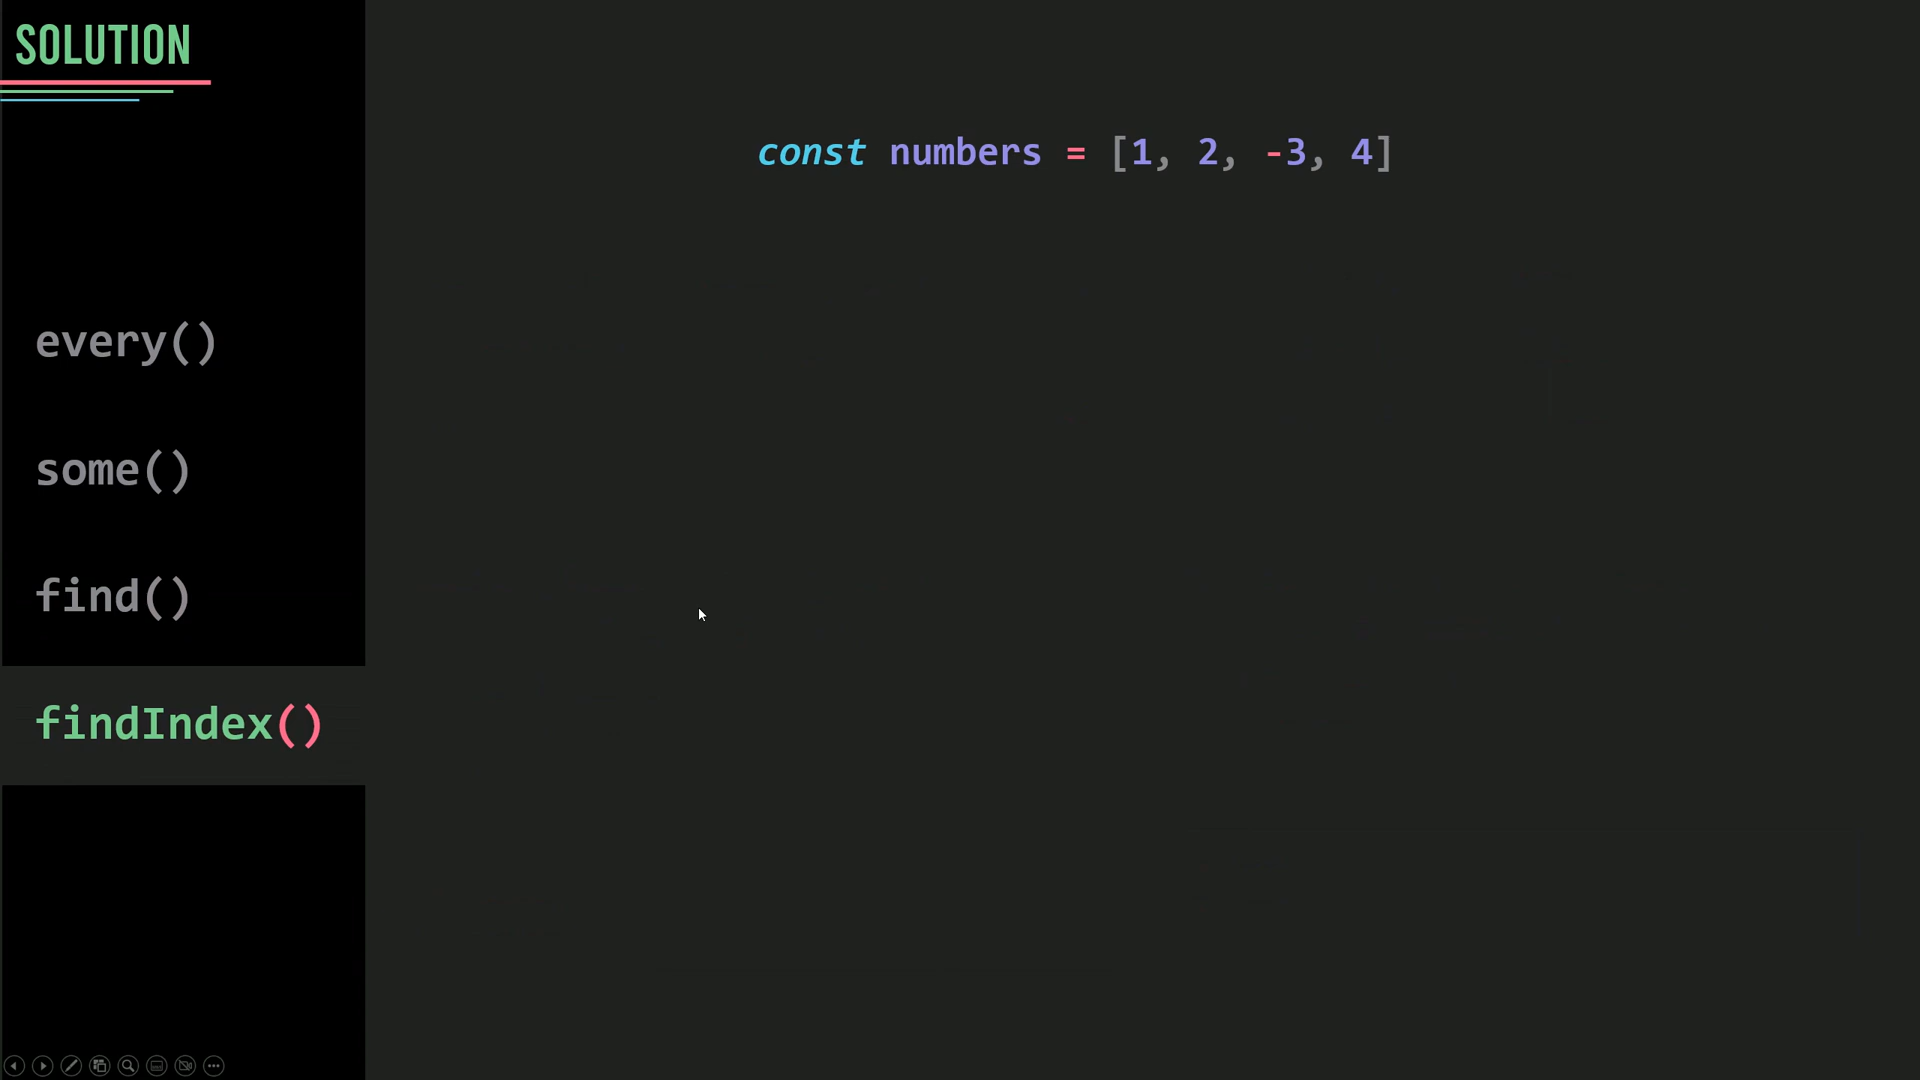 SOLUTION
const numbers = [1, 2, -3, 4]
every()
some()
find()
findIndex()